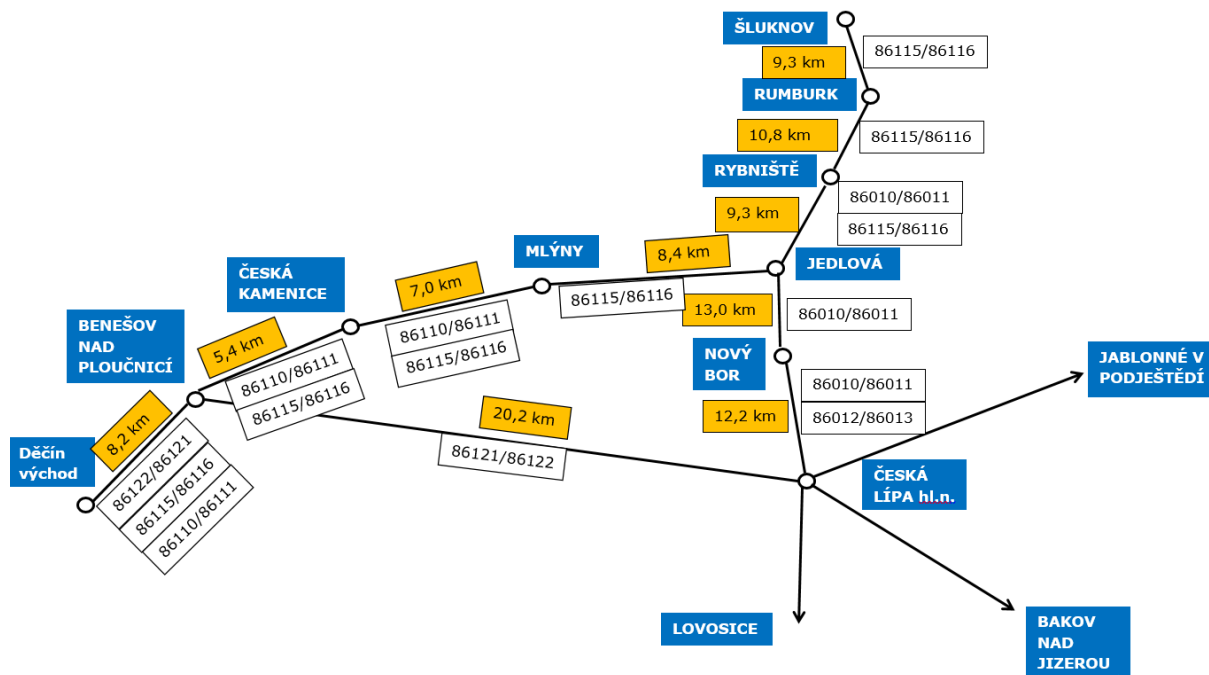 ŠLUKNOV
86115/86116
9,3 km
RUMBURK
10,8 km
86115/86116
RYBNIŠTĚ
86010/86011
9,3 km
86115/86116
MLÝNY
8,4 km
JEDLOVÁ
ČESKÁ
KAMENICE
7,0 km
86115/86116
13,0 km
86010/86011
BENEŠOV
NAD
PLOUČNICÍ
5,4 km
86110/86111
86115/86116
NOVÝ
BOR
JABLONNÉ V
PODJEŠTĚDÍ
86110/86111
86115/86116
86010/86011
86012/86013
12,2 km
20,2 km
8,2 km
Děčín
východ
86122/86121
86115/86116
86110/86111
86121/86122
ČESKÁ
LÍPA hl.n.
LOVOSICE
BAKOV
NAD
JIZEROU